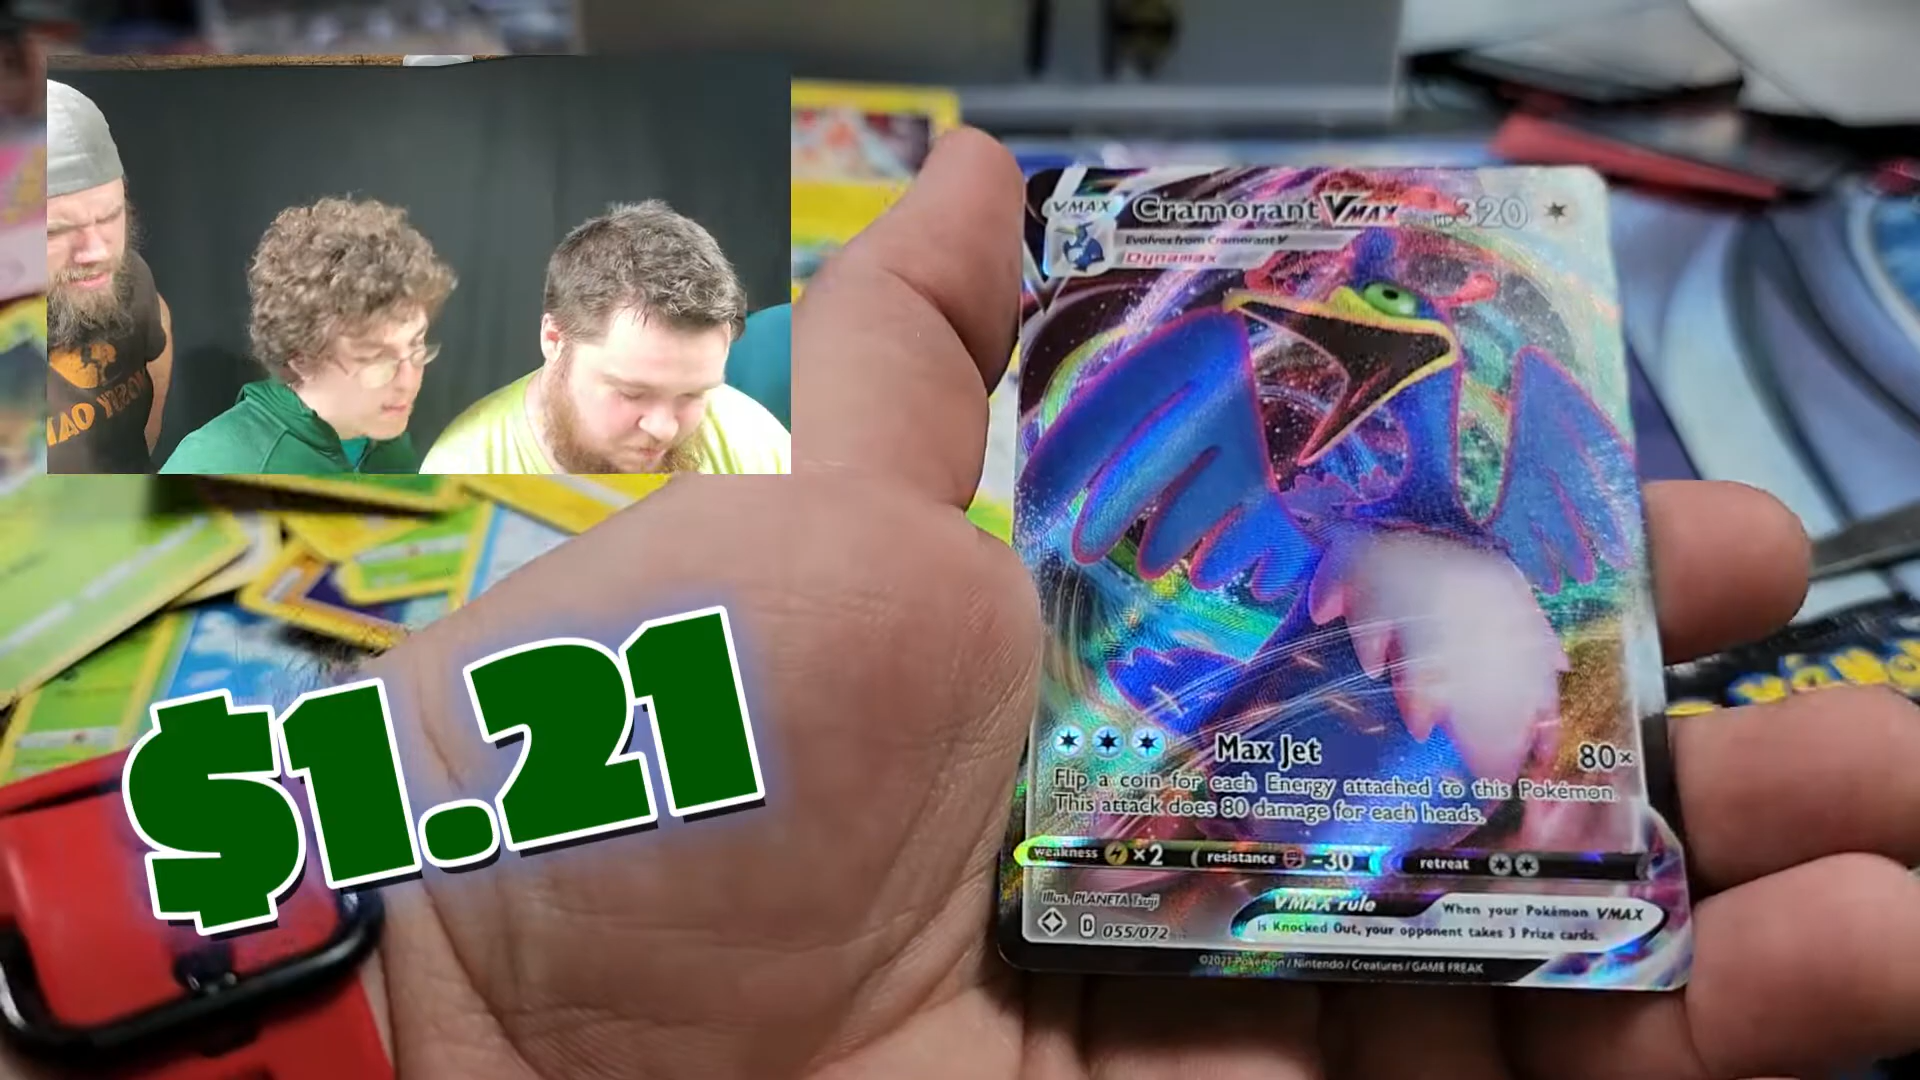 MOSSY OAK
$1.21
VMAX Cramorant VMAX HP 320
Evolves from Cramorant V
Dynamax
Max Jet 80×
Flip a coin for each Energy attached to this Pokémon.
This attack does 80 damage for each heads.
weakness ×2 resistance -30 retreat
Illus. PLANETA Tsuji
D 055/072
VMAX rule When your Pokémon VMAX
is Knocked Out, your opponent takes 3 Prize cards.
©2021 Pokémon / Nintendo / Creatures / GAME FREAK